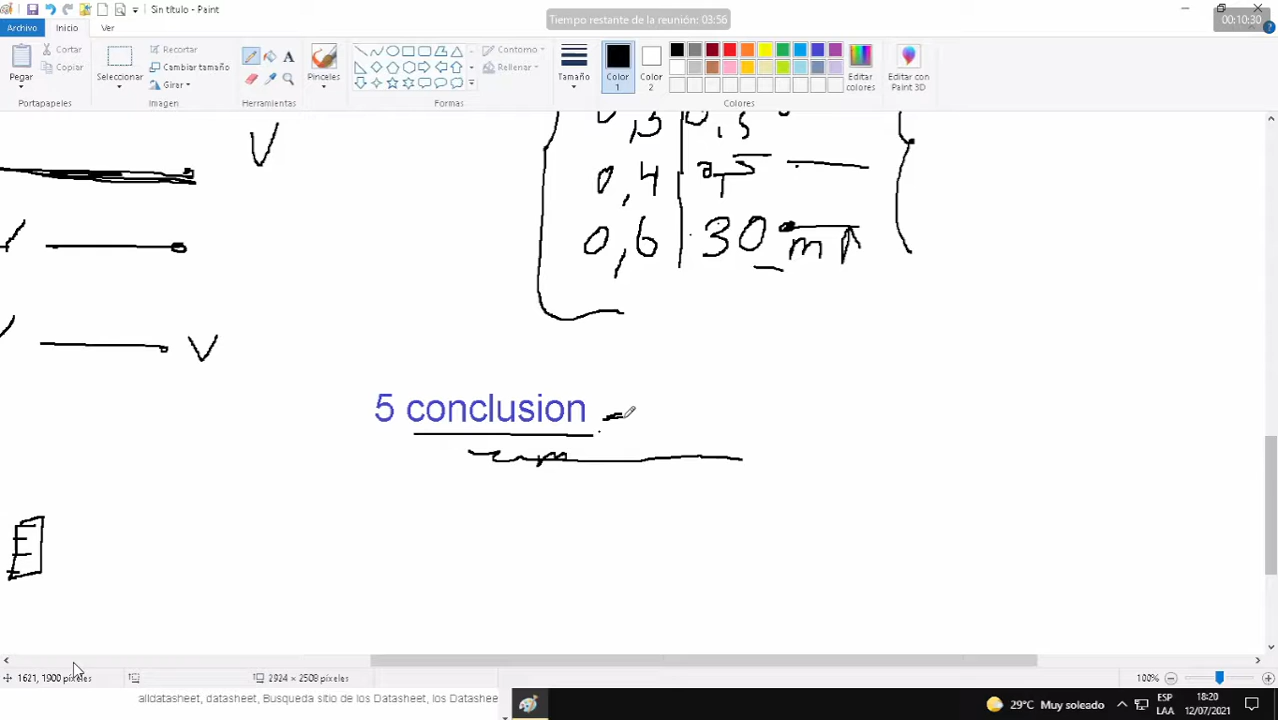 Sin título - Paint
Tiempo restante de la reunión: 03:56
00:10:30
Archivo
Inicio
Ver
Pegar
Cortar
Copiar
Portapapeles
Seleccionar
Recortar
Cambiar tamaño
Girar
Imagen
A
Herramientas
Pinceles
Contorno
Rellenar
Formas
Tamaño
Color 1
Color 2
Editar colores
Colores
Editar con Paint 3D
V
0,4
0,6 30
V
5 conclusion
1621, 1900 píxeles
2924 × 2508 píxeles
100%
alldatasheet, datasheet, Busqueda sitio de los Datasheet, los Datashee
29°C Muy soleado
ESP
LAA
18:20
12/07/2021